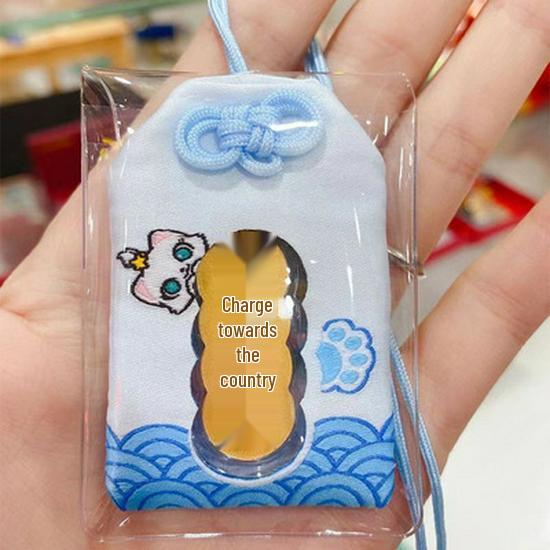 Charge
towards
the
country